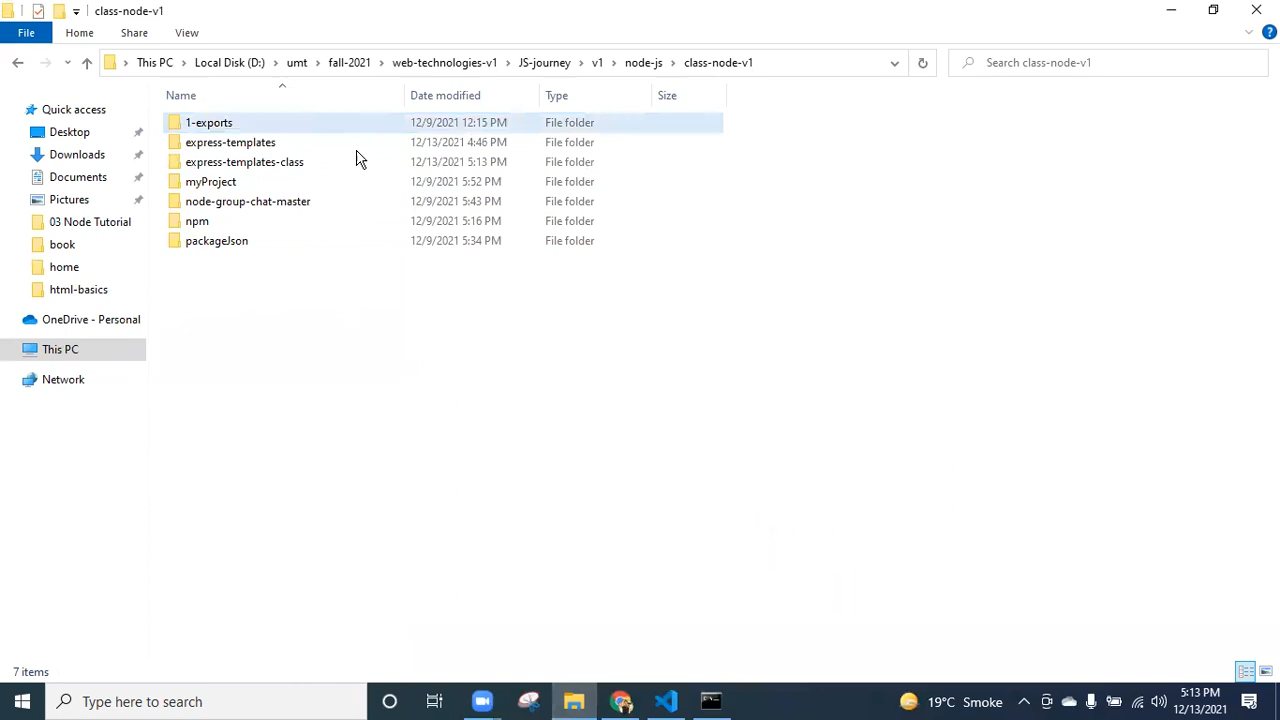 class-node-v1
File Home Share View
This PC Local Disk (D:) umt fall-2021 web-technologies-v1 JS-journey v1 node-js class-node-v1 Search class-node-v1
Name Date modified Type Size
Quick access
Desktop
Downloads
Documents
Pictures
03 Node Tutorial
book
home
html-basics
OneDrive - Personal
This PC
Network
1-exports 12/9/2021 12:15 PM File folder
express-templates 12/13/2021 4:46 PM File folder
express-templates-class 12/13/2021 5:13 PM File folder
myProject 12/9/2021 5:52 PM File folder
node-group-chat-master 12/9/2021 5:43 PM File folder
npm 12/9/2021 5:16 PM File folder
packageJson 12/9/2021 5:34 PM File folder
7 items
Type here to search
19°C Smoke
5:13 PM
12/13/2021